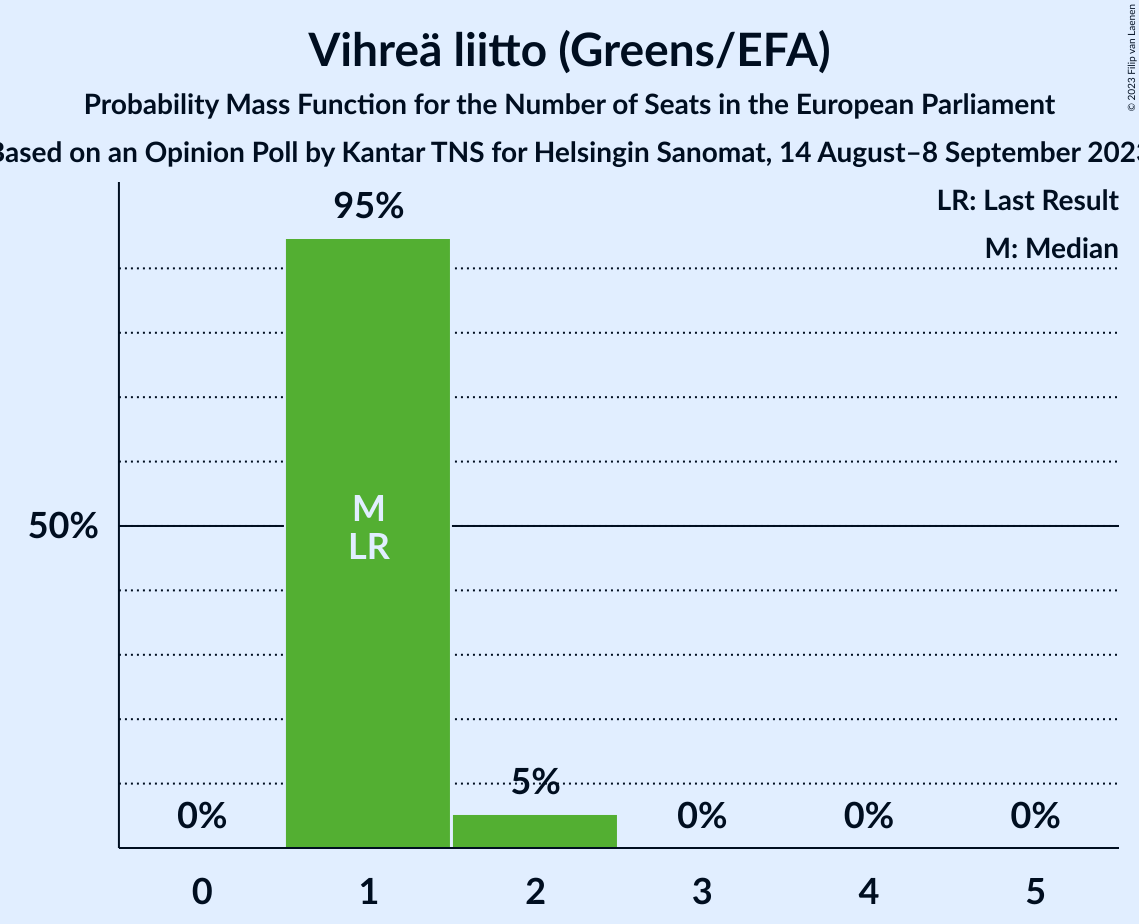 Vihreä liitto (Greens/EFA)
Probability Mass Function for the Number of Seats in the European Parliament
Based on an Opinion Poll by Kantar TNS for Helsingin Sanomat, 14 August–8 September 2023
© 2023 Filip van Laenen
LR: Last Result
M: Median
95%
50%
M
LR
5%
0%
0%
0%
0%
0 1 2 3 4 5